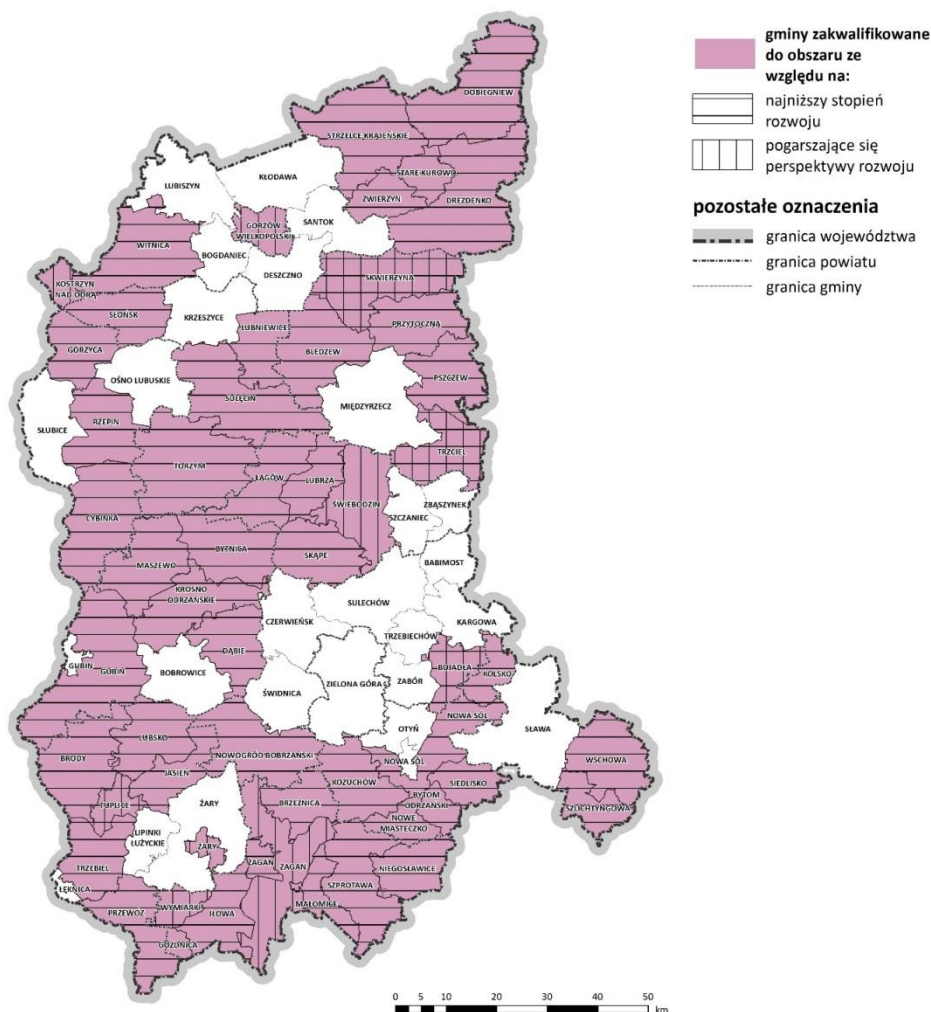 gminy zakwalifikowane
do obszaru ze
względu na:
najniższy stopień
rozwoju
pogarszające się
perspektywy rozwoju
pozostałe oznaczenia
granica województwa
granica powiatu
granica gminy
DOBIEGNIEW
STRZELCE KRAJEŃSKIE
STARE KUROWO
ZWIERZYN
DREZDENKO
LUBISZYN
KŁODAWA
SANTOK
GORZÓW
WIELKOPOLSKI
WITNICA
BOGDANIEC
DESZCZNO
SKWIERZYNA
KOSTRZYN
NAD ODRĄ
SŁOŃSK
KRZESZYCE
LUBNIEWICE
PRZYTOCZNA
GÓRZYCA
BLEDZEW
PSZCZEW
OŚNO LUBUSKIE
SULĘCIN
MIĘDZYRZECZ
SŁUBICE
RZEPIN
TORZYM
ŁAGÓW
LUBRZA
TRZCIEL
ŚWIEBODZIN
ZBĄSZYNEK
SZCZANIEC
CYBINKA
BYTNICA
SKĄPE
MASZEWO
BABIMOST
KROSNO
ODRZAŃSKIE
SULECHÓW
CZERWIEŃSK
TRZEBIECHÓW
KARGOWA
DĄBIE
GUBIN
GUBIN
BOBROWICE
BOJADŁA
KOLSKO
ZIELONA GÓRA
ZABÓR
ŚWIDNICA
NOWA SÓL
OTYŃ
SŁAWA
LUBSKO
BRODY
NOWOGRÓD BOBRZAŃSKI
NOWA SÓL
WSCHOWA
JASIEŃ
KOŻUCHÓW
SIEDLISKO
BYTOM
ODRZAŃSKI
TUPLICE
ŻARY
BRZEŹNICA
SZLICHTYNGOWA
NOWE
MIASTECZKO
LIPINKI
ŁUŻYCKIE
ŻARY
ŻAGAŃ
ŻAGAŃ
TRZEBIEL
NIEGOSŁAWICE
SZPROTAWA
ŁĘKNICA
MAŁOMICE
PRZEWÓZ
WYMIARKI
IŁOWA
GOZDNICA
0 5 10 20 30 40 50
km